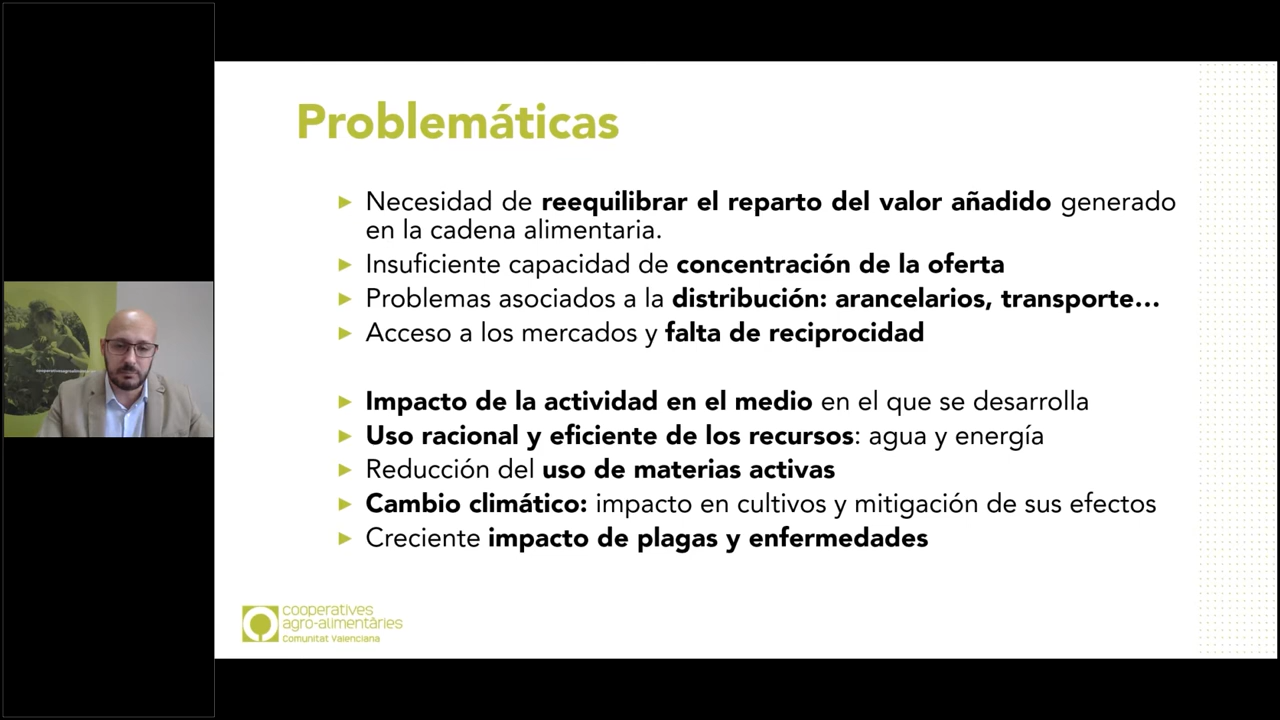 Problemáticas
► Necesidad de reequilibrar el reparto del valor añadido generado
en la cadena alimentaria.
► Insuficiente capacidad de concentración de la oferta
► Problemas asociados a la distribución: arancelarios, transporte...
► Acceso a los mercados y falta de reciprocidad
► Impacto de la actividad en el medio en el que se desarrolla
► Uso racional y eficiente de los recursos: agua y energía
► Reducción del uso de materias activas
► Cambio climático: impacto en cultivos y mitigación de sus efectos
► Creciente impacto de plagas y enfermedades
cooperatives
agro-alimentàries
Comunitat Valenciana